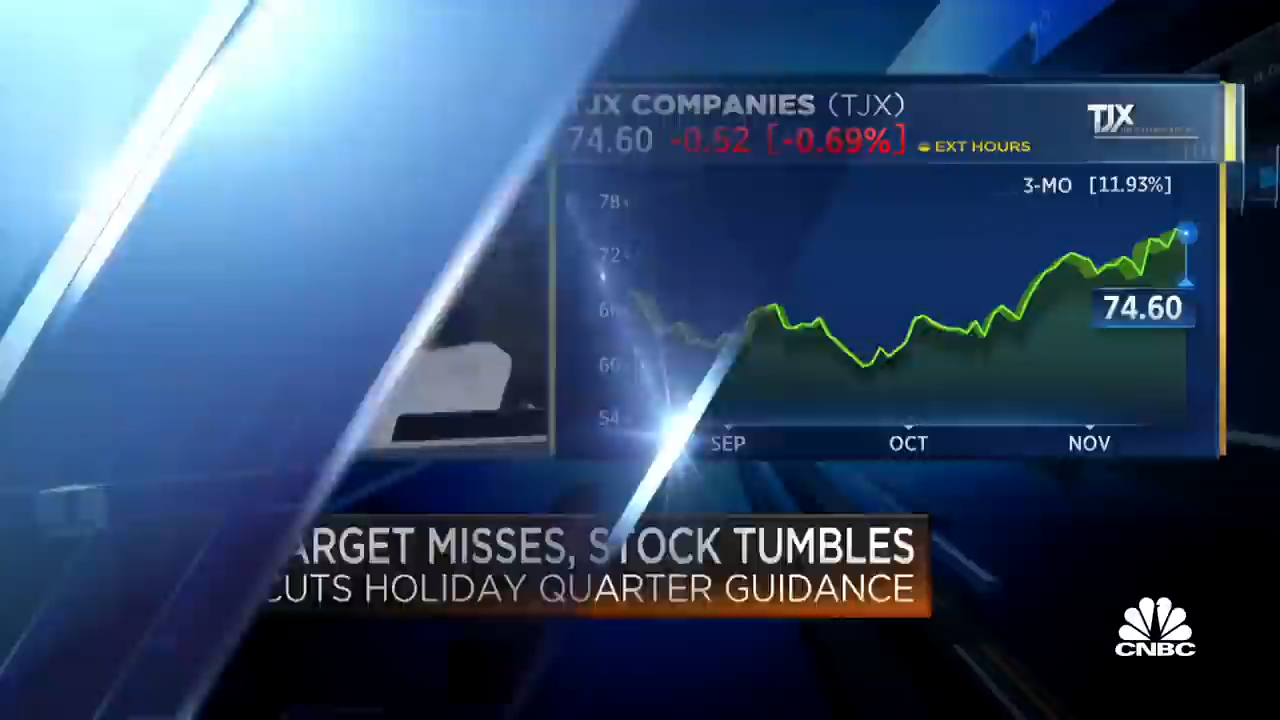 TJX COMPANIES (TJX)
74.60 -0.52 [-0.69%] EXT HOURS
TJX
3-MO [11.93%]
78
72
60
54
74.60
SEP OCT NOV
ARGET MISSES, STOCK TUMBLES
CUTS HOLIDAY QUARTER GUIDANCE
CNBC